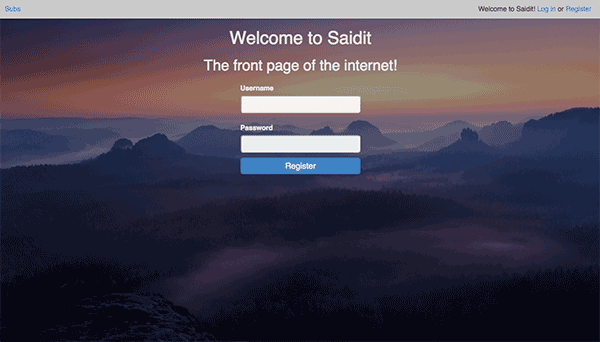 Subs
Welcome to Saidit! Log in or Register
Welcome to Saidit
The front page of the internet!
Username
Password
Register